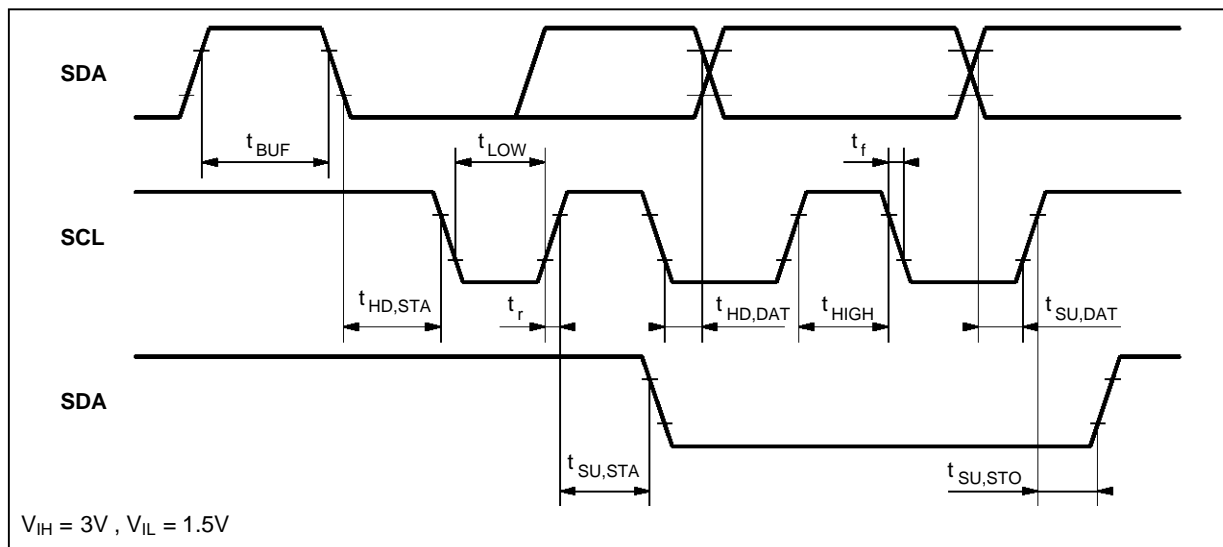 SDA
t BUF
t LOW
t f
SCL
t HD,STA
t r
t HD,DAT
t HIGH
t SU,DAT
SDA
t SU,STA
t SU,STO
VIH = 3V , VIL = 1.5V